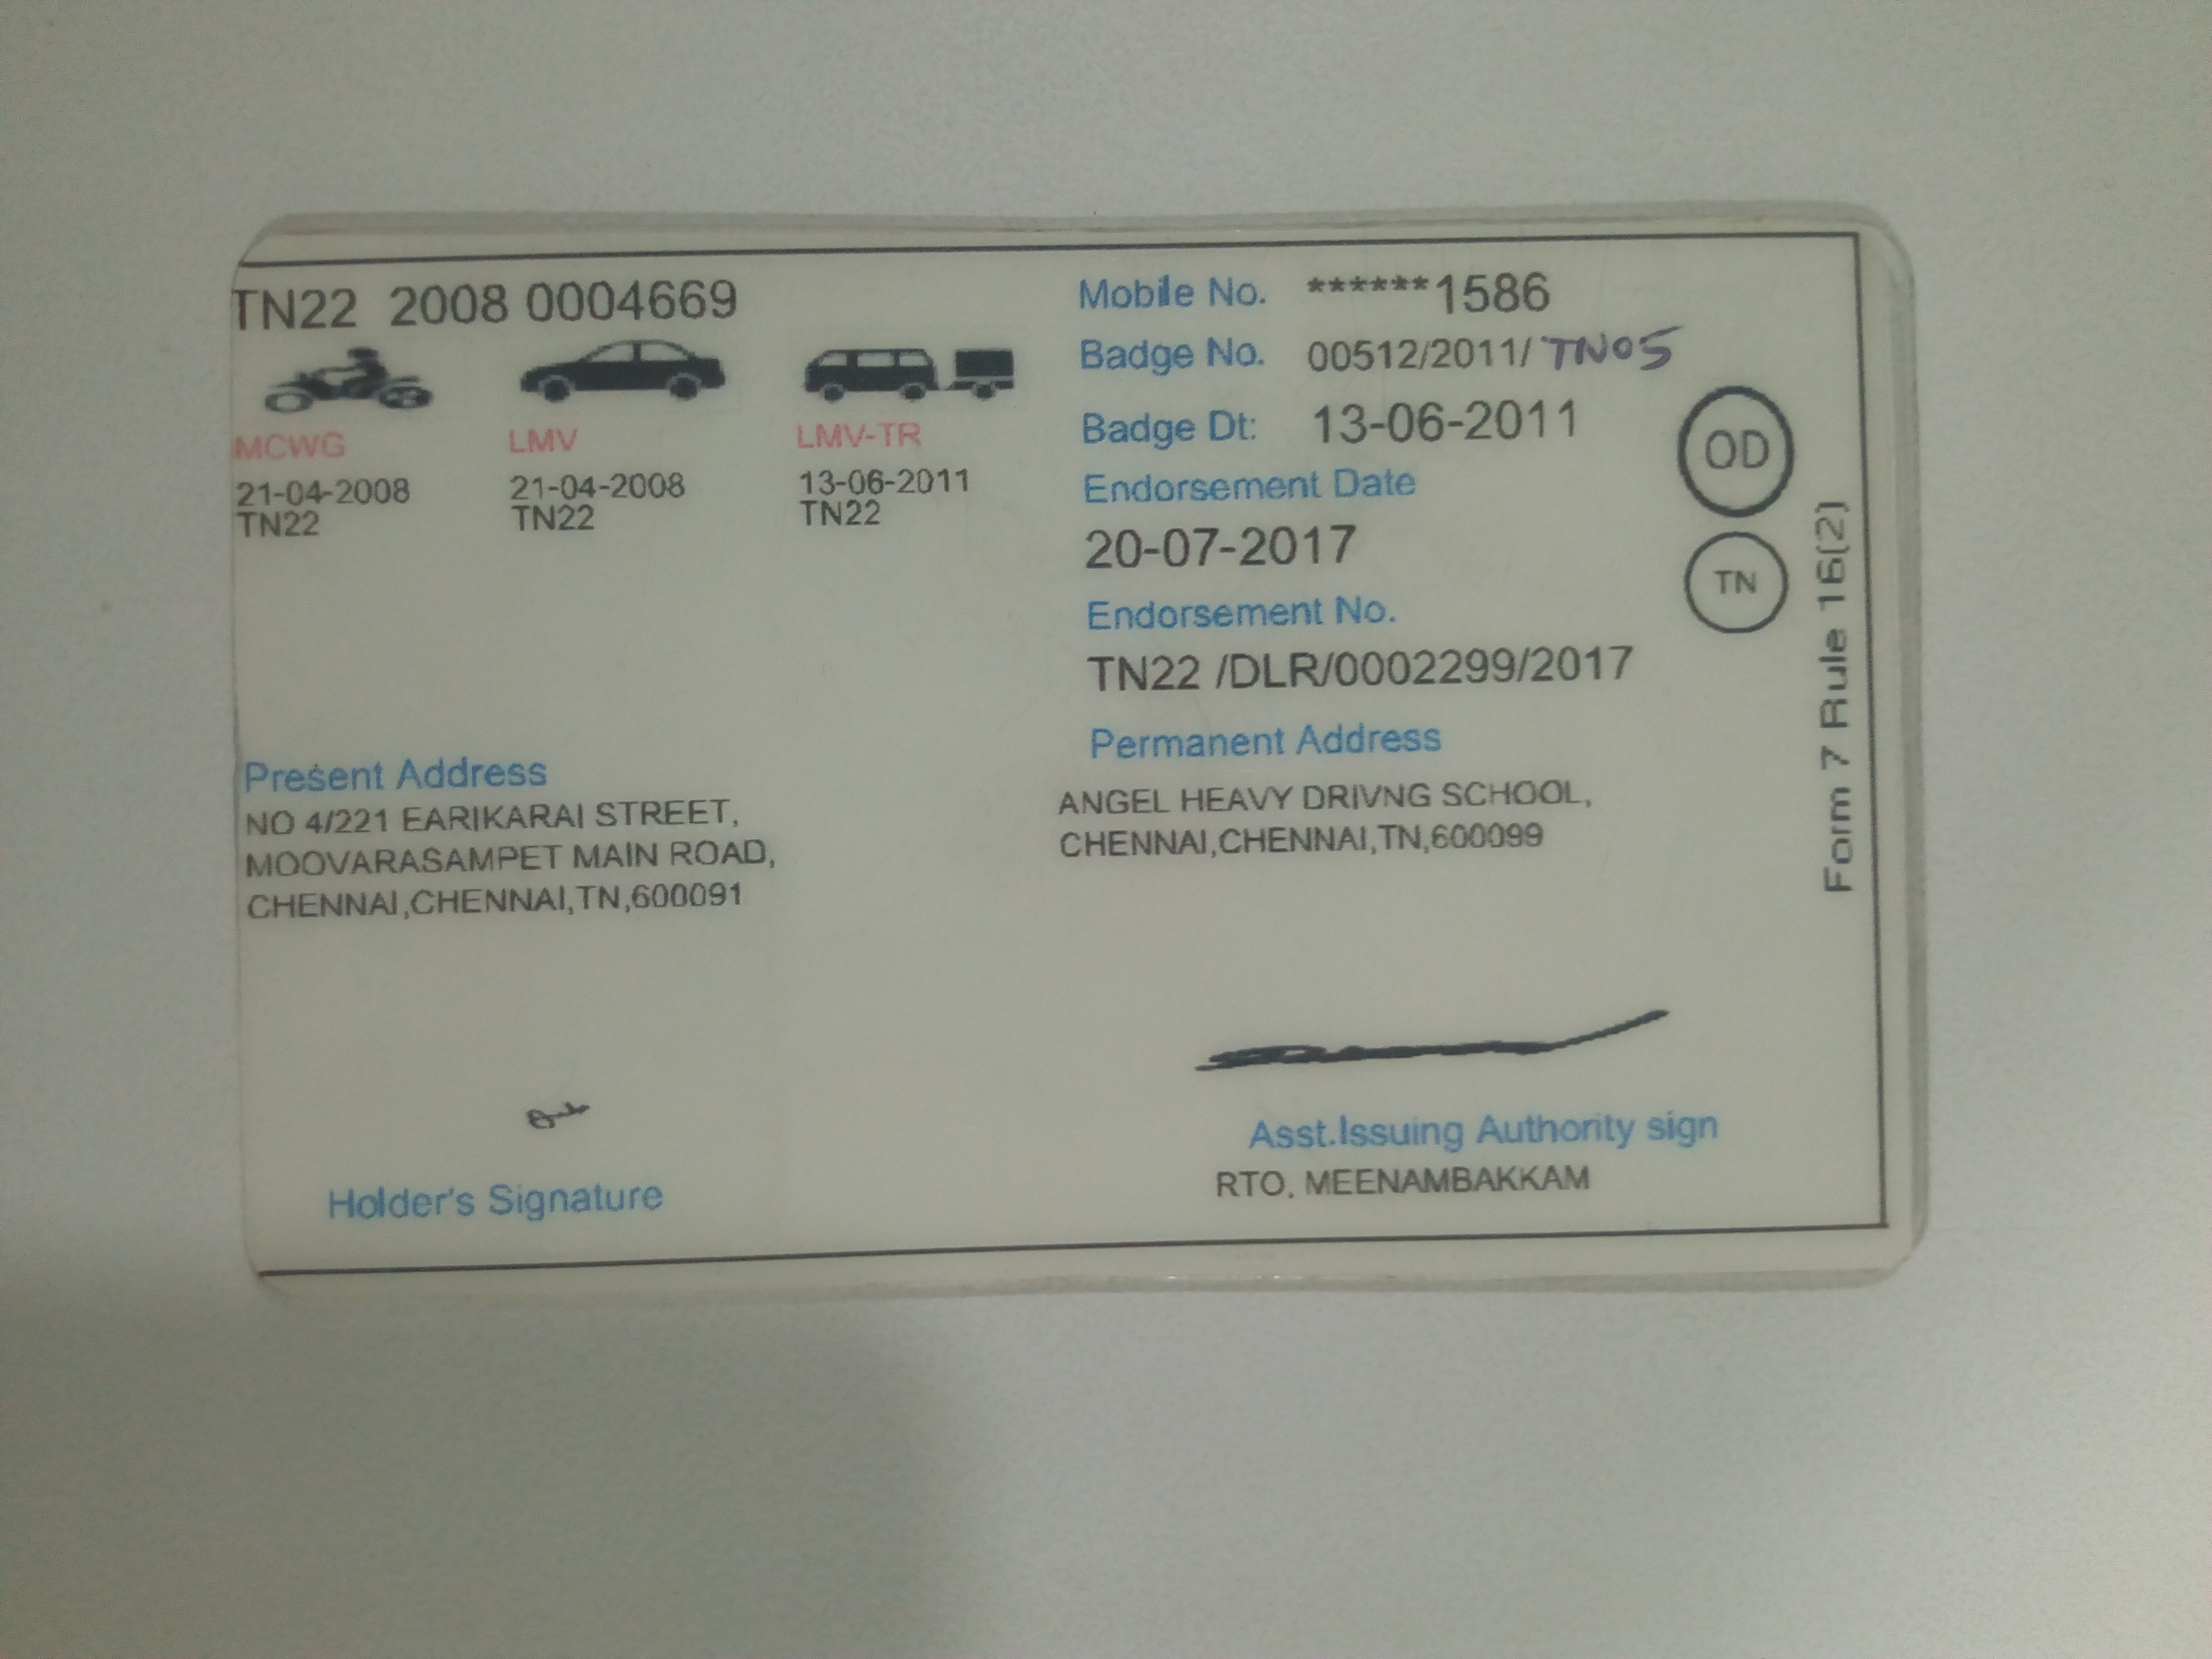 TN22 2008 0004669
MCWG
21-04-2008
TN22
LMV
21-04-2008
TN22
LMV-TR
13-06-2011
TN22
Mobile No. ******1586
Badge No. 00512/2011/TN05
Badge Dt: 13-06-2011
Endorsement Date
20-07-2017
Endorsement No.
TN22 /DLR/0002299/2017
OD
TN
Form 7 Rule 16(2)
Present Address
NO 4/221 EARIKARAI STREET,
MOOVARASAMPET MAIN ROAD,
CHENNAI,CHENNAI,TN,600091
Permanent Address
ANGEL HEAVY DRIVNG SCHOOL,
CHENNAI,CHENNAI,TN,600099
Holder's Signature
Asst.Issuing Authority sign
RTO, MEENAMBAKKAM